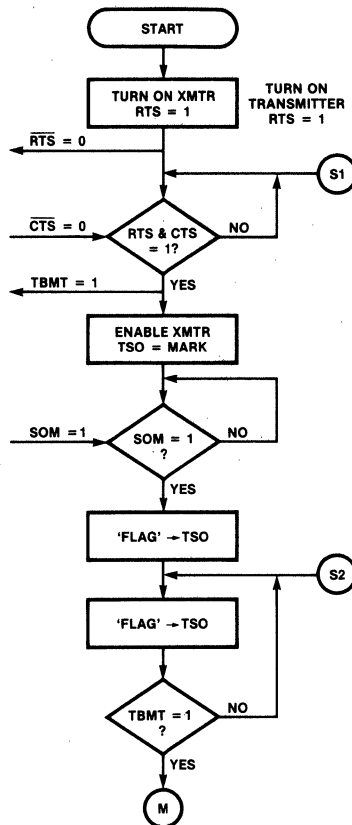 START
TURN ON XMTR
RTS = 1
TURN ON
TRANSMITTER
RTS = 1
R̅T̅S̅ = 0
S1
C̅T̅S̅ = 0
RTS & CTS
= 1?
NO
TBMT = 1
YES
ENABLE XMTR
TSO = MARK
SOM = 1
SOM = 1
?
NO
YES
'FLAG' → TSO
S2
'FLAG' → TSO
TBMT = 1
?
NO
YES
M